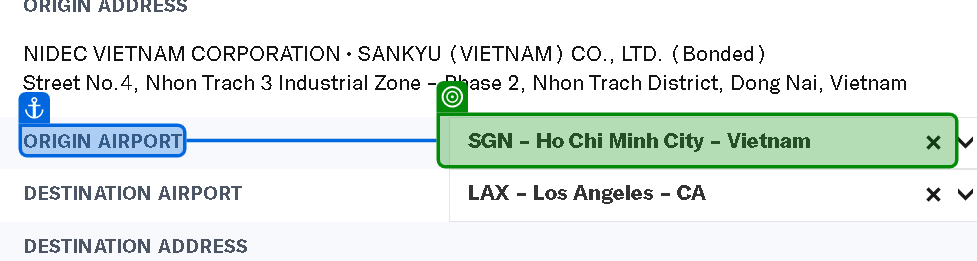 ORIGIN ADDRESS
NIDEC VIETNAM CORPORATION • SANKYU (VIETNAM) CO., LTD. (Bonded)
Street No.4, Nhon Trach 3 Industrial Zone – Phase 2, Nhon Trach District, Dong Nai, Vietnam
ORIGIN AIRPORT SGN – Ho Chi Minh City – Vietnam
DESTINATION AIRPORT LAX – Los Angeles – CA
DESTINATION ADDRESS